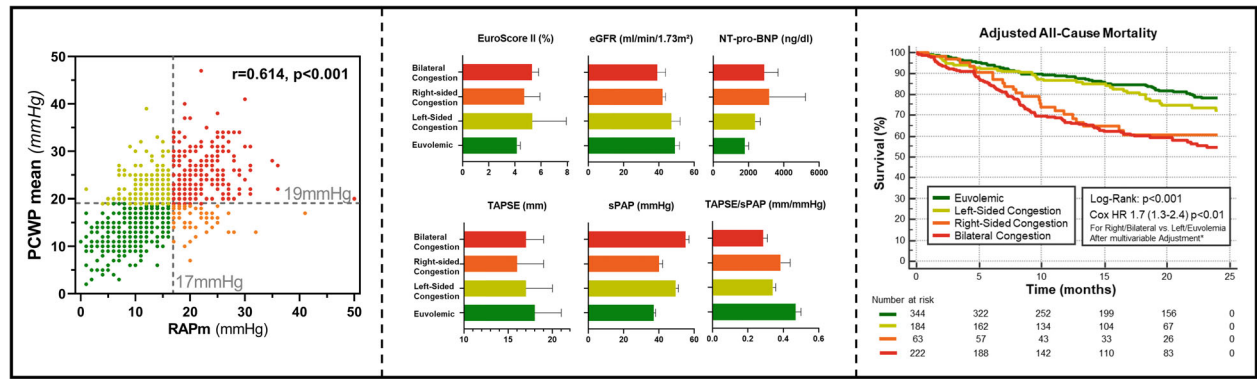 r=0.614, p<0.001
PCWP mean (mmHg)
50
40
30
20
10
0
19mmHg
17mmHg
0 10 20 30 40 50
RAPm (mmHg)
EuroScore II (%)
Bilateral
Congestion
Right-sided
Congestion
Left-Sided
Congestion
Euvolemic
0 2 4 6 8
eGFR (ml/min/1.73m²)
0 20 40 60
NT-pro-BNP (ng/dl)
0 2000 4000 6000
TAPSE (mm)
Bilateral
Congestion
Right-sided
Congestion
Left-Sided
Congestion
Euvolemic
10 15 20
sPAP (mmHg)
0 20 40 60
TAPSE/sPAP (mm/mmHg)
0.0 0.2 0.4 0.6
Adjusted All-Cause Mortality
Survival (%)
100
90
80
70
60
50
40
30
20
10
0
Euvolemic
Left-Sided Congestion
Right-Sided Congestion
Bilateral Congestion
Log-Rank: p<0.001
Cox HR 1.7 (1.3-2.4) p<0.01
For Right/Bilateral vs. Left/Euvolemia
After multivariable Adjustment*
0 5 10 15 20 25
Time (months)
Number at risk
344 322 252 199 156 0
184 162 134 104 67 0
63 57 43 33 26 0
222 188 142 110 83 0